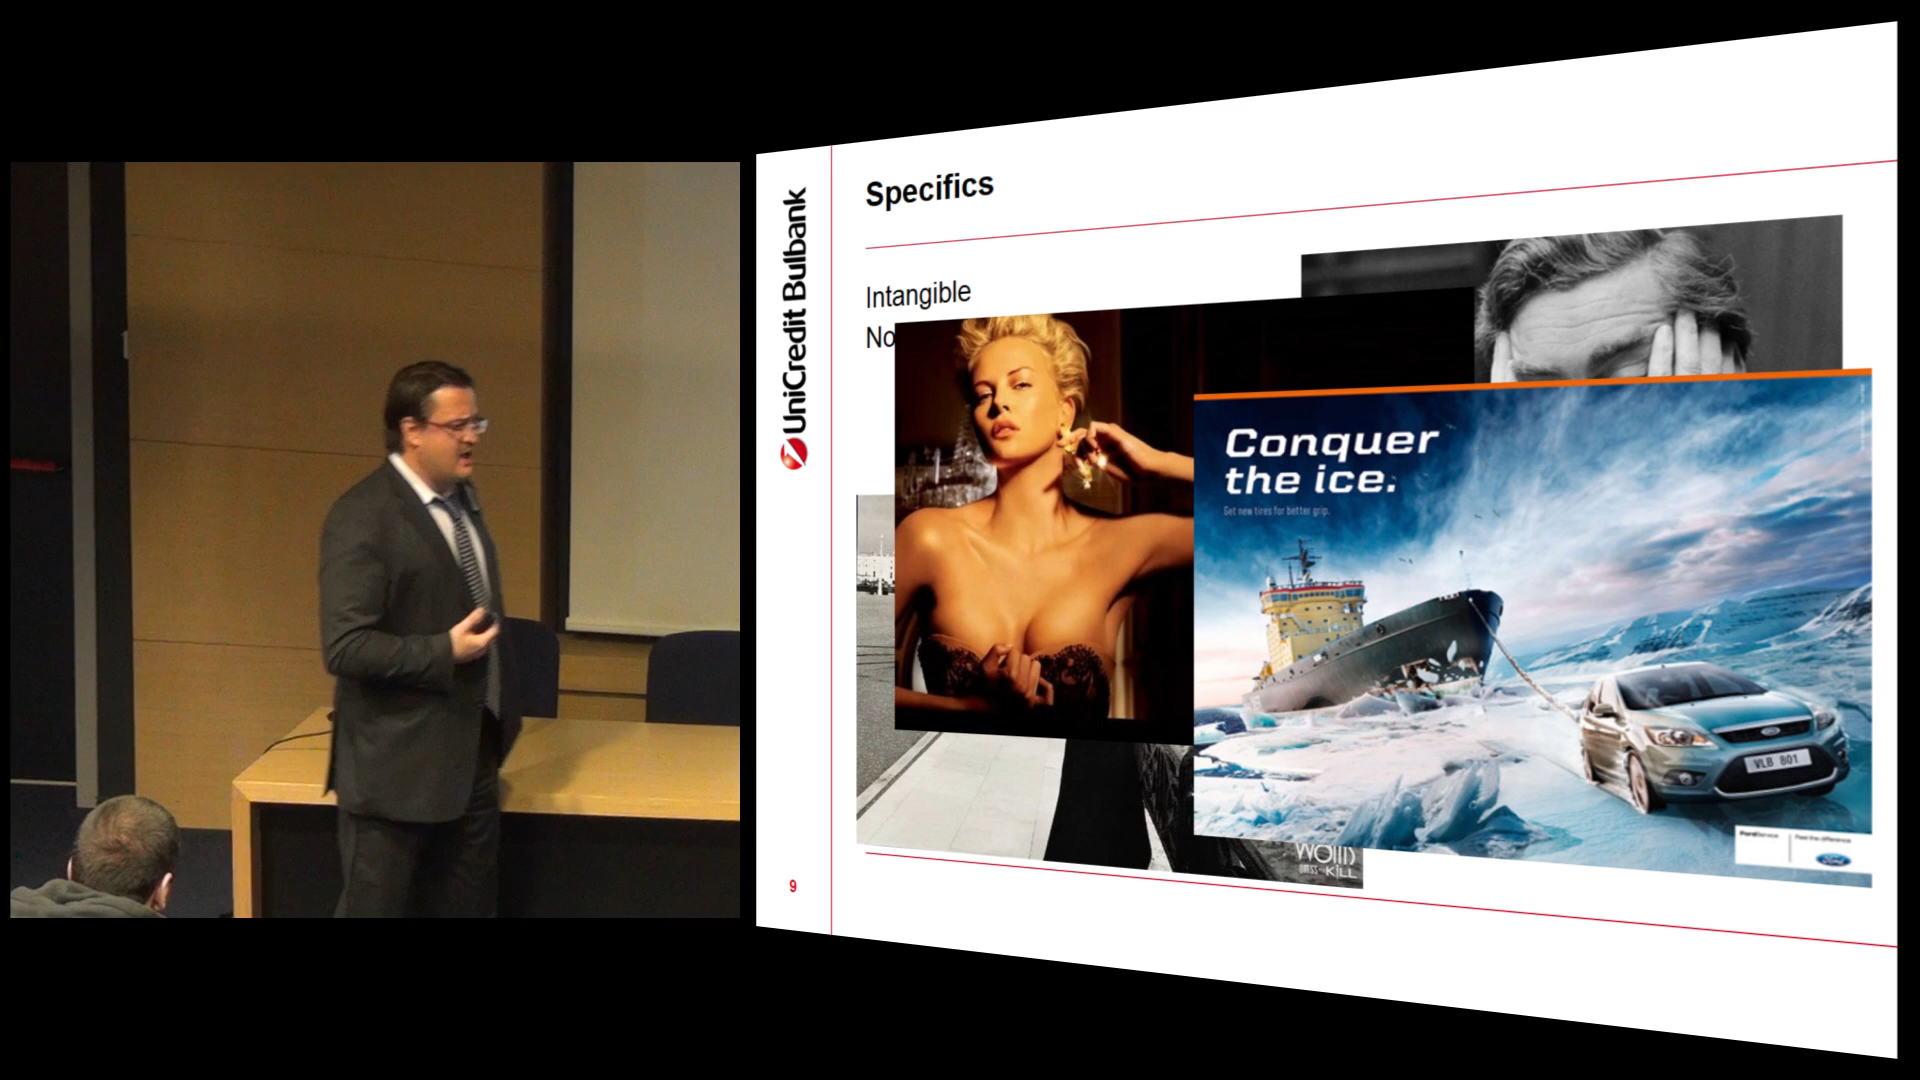 UniCredit Bulbank
Specifics
Intangible
No
Conquer
the ice.
Get new tires for better grip.
VLB 801
Feel the difference
Ford
KILL
9